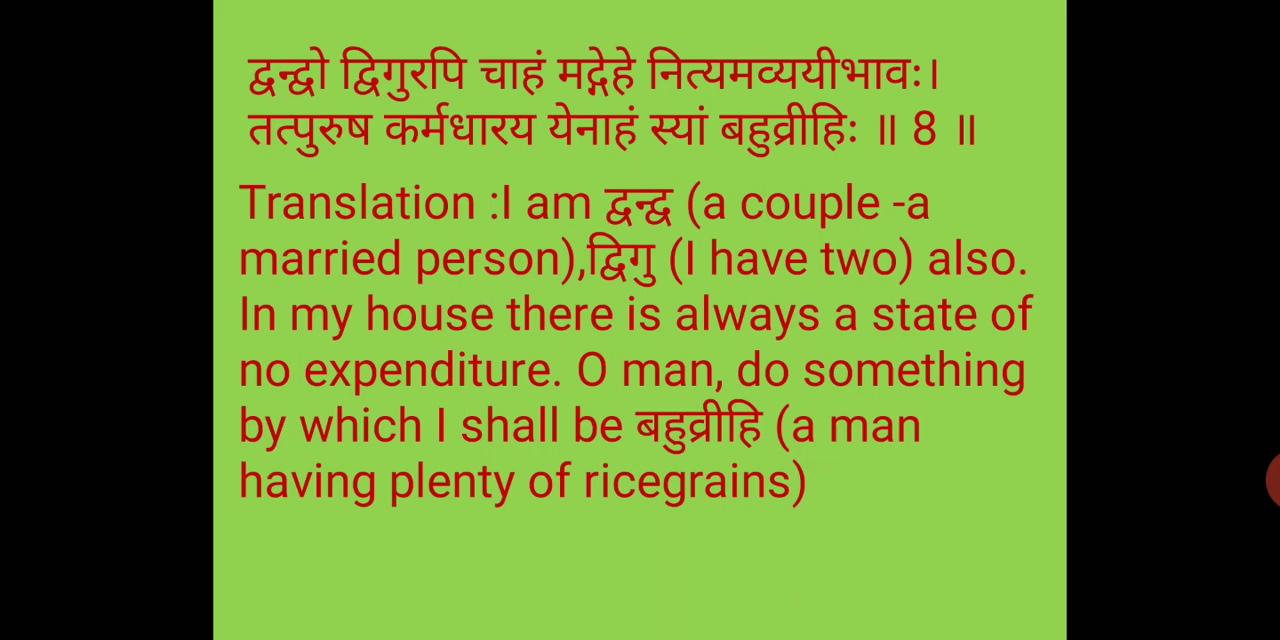 द्वन्द्वो द्विगुरपि चाहं मद्गेहे नित्यमव्ययीभावः।
तत्पुरुष कर्मधारय येनाहं स्यां बहुव्रीहिः ॥ 8 ॥
Translation :I am द्वन्द्व (a couple -a
married person),द्विगु (I have two) also.
In my house there is always a state of
no expenditure. O man, do something
by which I shall be बहुव्रीहि (a man
having plenty of ricegrains)